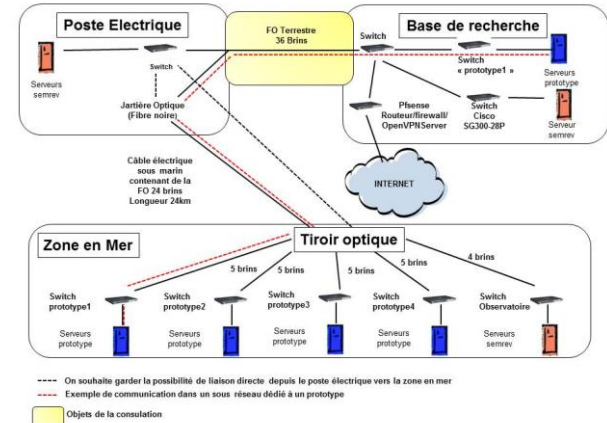 Poste Electrique
FO Terrestre
36 Brins
Base de recherche
Switch
Serveurs
semrev
Switch
Switch
« prototype1 »
Serveurs
prototype
Jartière Optique
(Fibre noire)
Pfsense
Routeur/firewall/
OpenVPNServer
Switch
Cisco
SG300-28P
Serveur
semrev
Câble électrique
sous marin
contenant de la
FO 24 brins
Longueur 24km
INTERNET
Zone en Mer
Tiroir optique
5 brins
5 brins
5 brins
5 brins
4 brins
Switch
prototype1
Switch
prototype2
Switch
prototype3
Switch
prototype4
Switch
Observatoire
Serveurs
prototype
Serveurs
prototype
Serveurs
prototype
Serveurs
prototype
Serveurs
semrev
On souhaite garder la possibilité de liaison directe depuis le poste électrique vers la zone en mer
Exemple de communication dans un sous réseau dédié à un prototype
Objets de la consulation